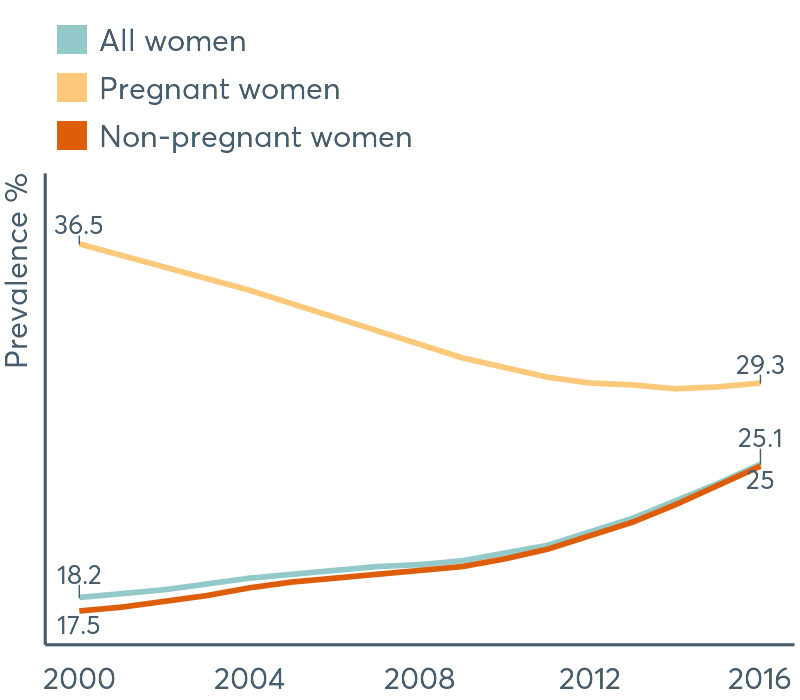 All women
Pregnant women
Non-pregnant women
Prevalence %
36.5
29.3
25.1
25
18.2
17.5
2000 2004 2008 2012 2016